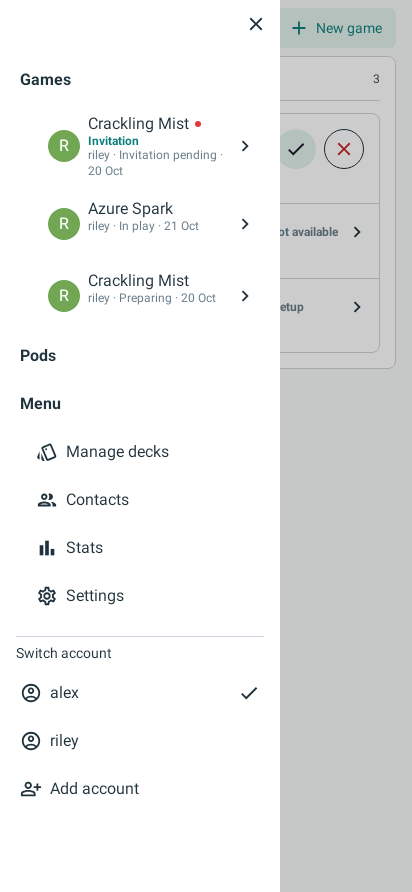 New game
3
Games
R
Crackling Mist
Invitation
riley · Invitation pending ·
20 Oct
R
Azure Spark
riley · In play · 21 Oct
ot available
R
Crackling Mist
riley · Preparing · 20 Oct
etup
Pods
Menu
Manage decks
Contacts
Stats
Settings
Switch account
alex
riley
Add account